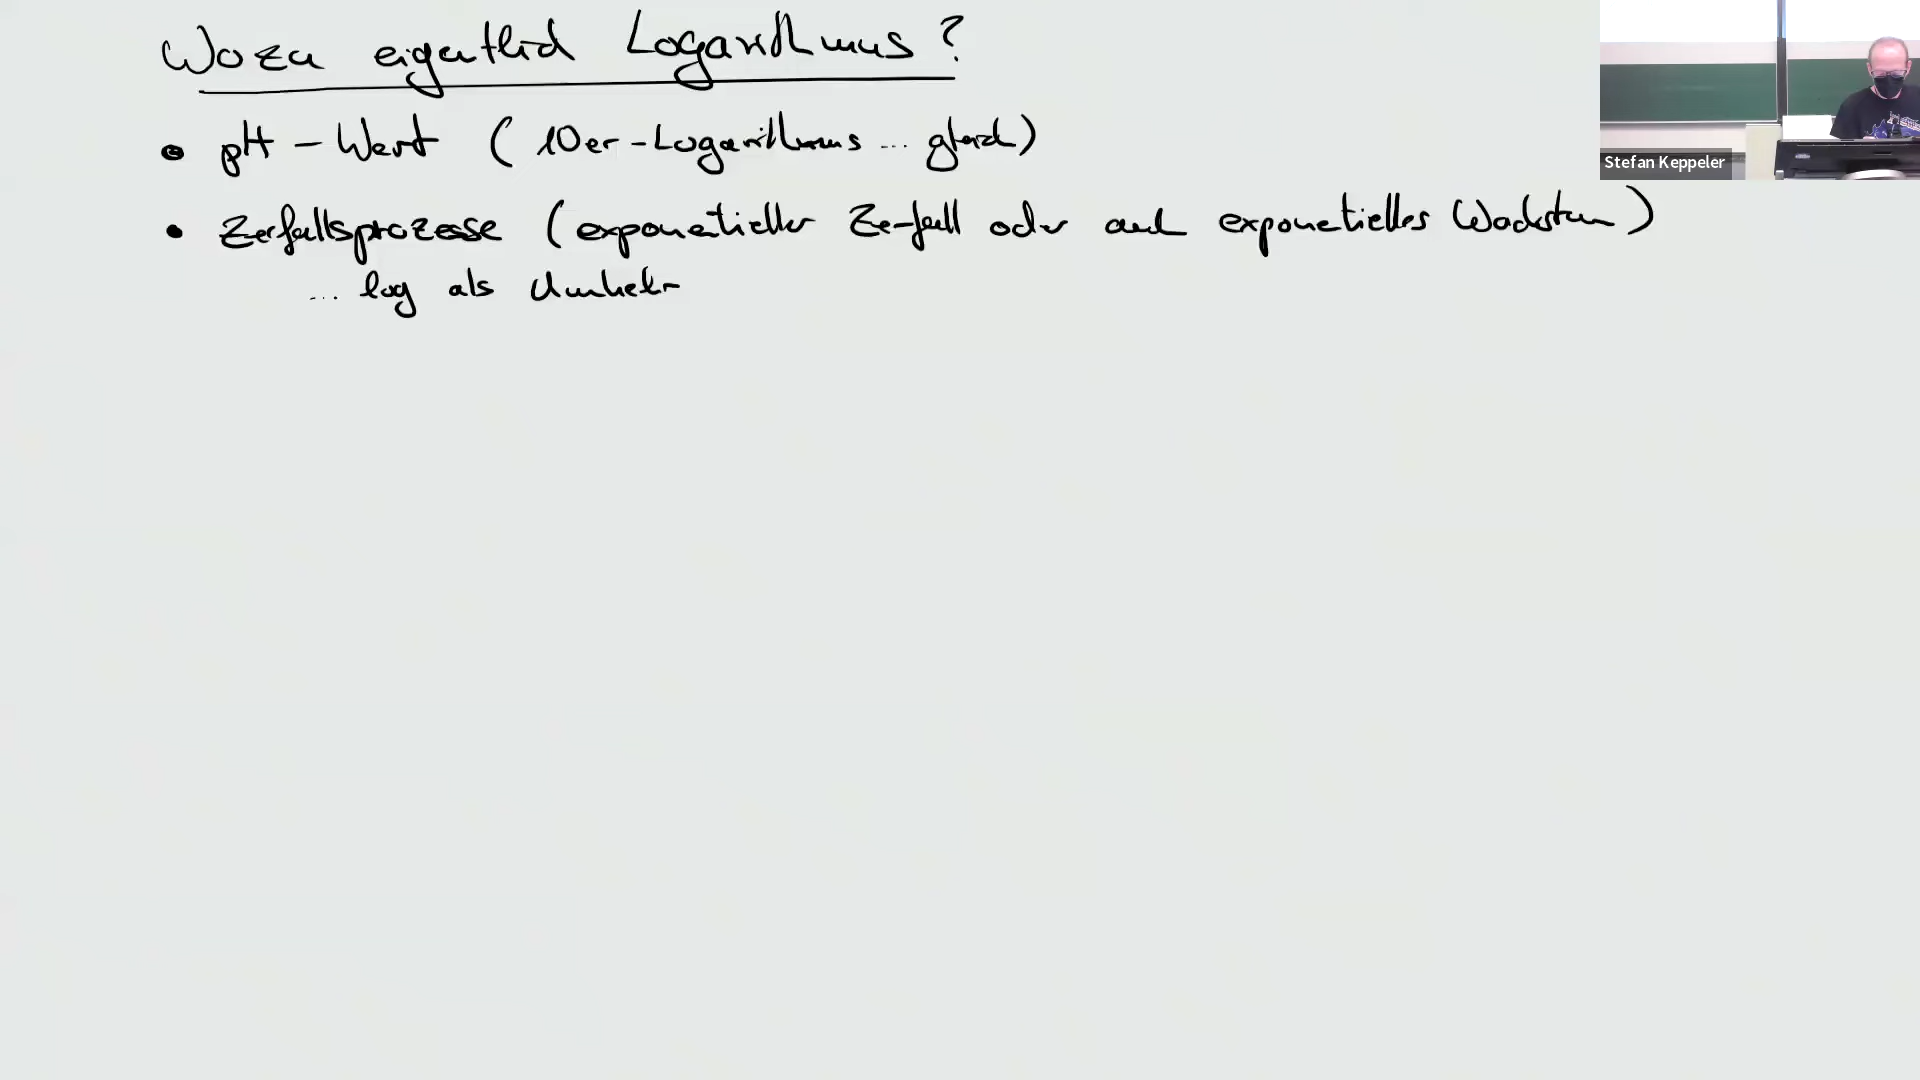 Wozu eigentlich Logarithmus?
• pH-Wert (10er-Logarithmus ... gleich)
• Zerfallsprozesse (exponentieller Zerfall oder auch exponentielles Wachstum)
... log als Umkehr
Stefan Keppeler